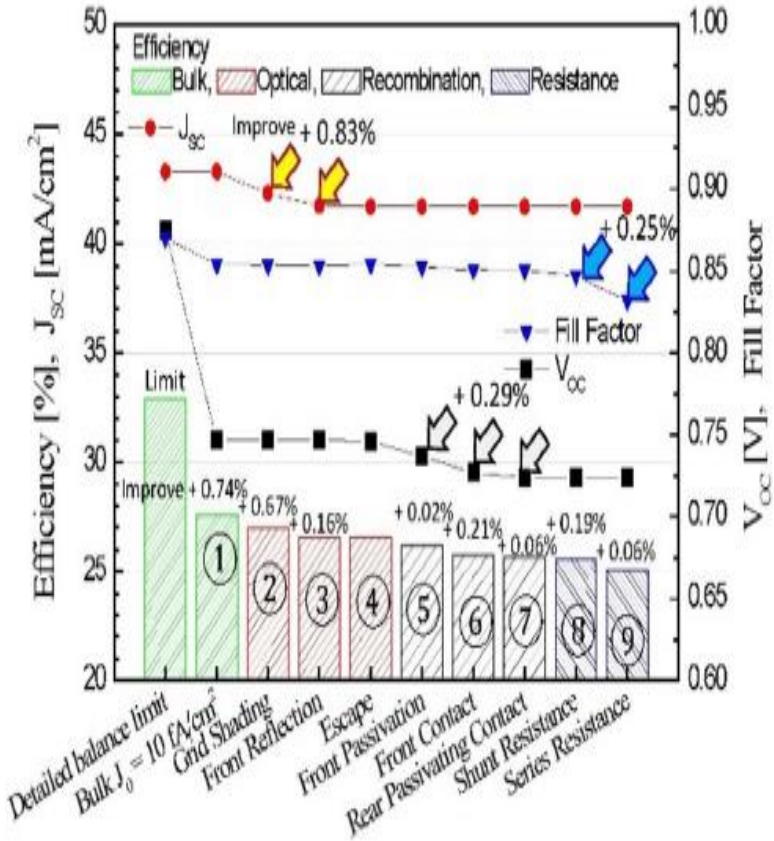 50
45
40
35
30
25
20
Efficiency [%], J_SC [mA/cm²]
1.00
0.95
0.90
0.85
0.80
0.75
0.70
0.65
0.60
V_OC [V], Fill Factor
Efficiency
Bulk, Optical, Recombination, Resistance
J_SC
Improve + 0.83%
+ 0.25%
Fill Factor
V_OC
+ 0.29%
Limit
Improve + 0.74%
+ 0.67%
+ 0.16%
+ 0.02%
+ 0.21%
+ 0.06%
+ 0.19%
+ 0.06%
① ② ③ ④ ⑤ ⑥ ⑦ ⑧ ⑨
Detailed balance limit
Bulk J₀ = 10 fA/cm²
Grid Shading
Front Reflection
Escape
Front Passivation
Front Contact
Rear Passivating Contact
Shunt Resistance
Series Resistance